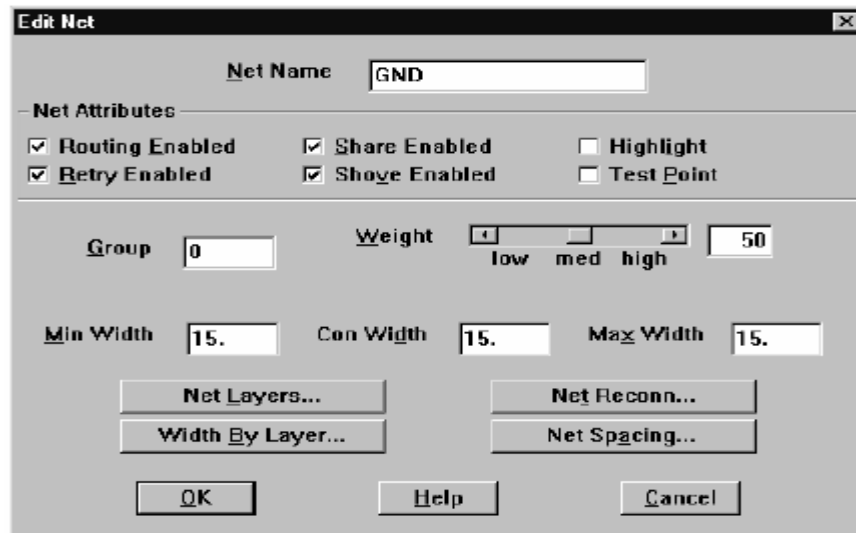 Edit Net
Net Name GND
Net Attributes
Routing Enabled Share Enabled Highlight
Retry Enabled Shove Enabled Test Point
Group 0 Weight 50
low med high
Min Width 15. Con Width 15. Max Width 15.
Net Layers... Net Reconn...
Width By Layer... Net Spacing...
OK Help Cancel